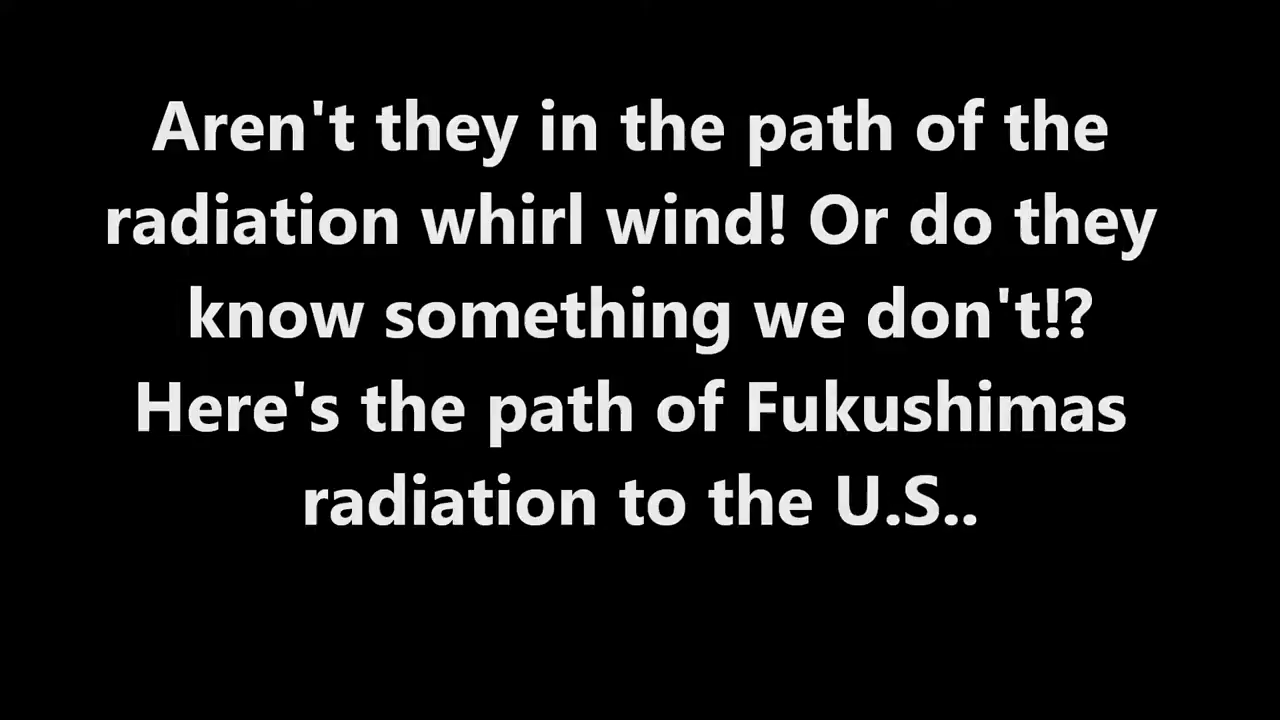 Aren't they in the path of the
radiation whirl wind! Or do they
know something we don't!?
Here's the path of Fukushimas
radiation to the U.S..